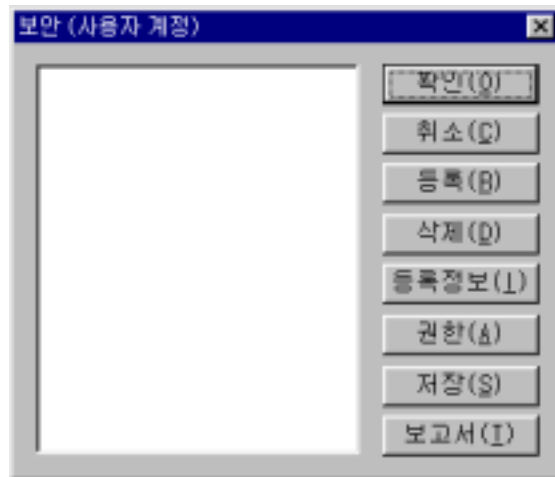 보안 (사용자 계정)
확인(O)
취소(C)
등록(B)
삭제(D)
등록정보(I)
권한(A)
저장(S)
보고서(T)